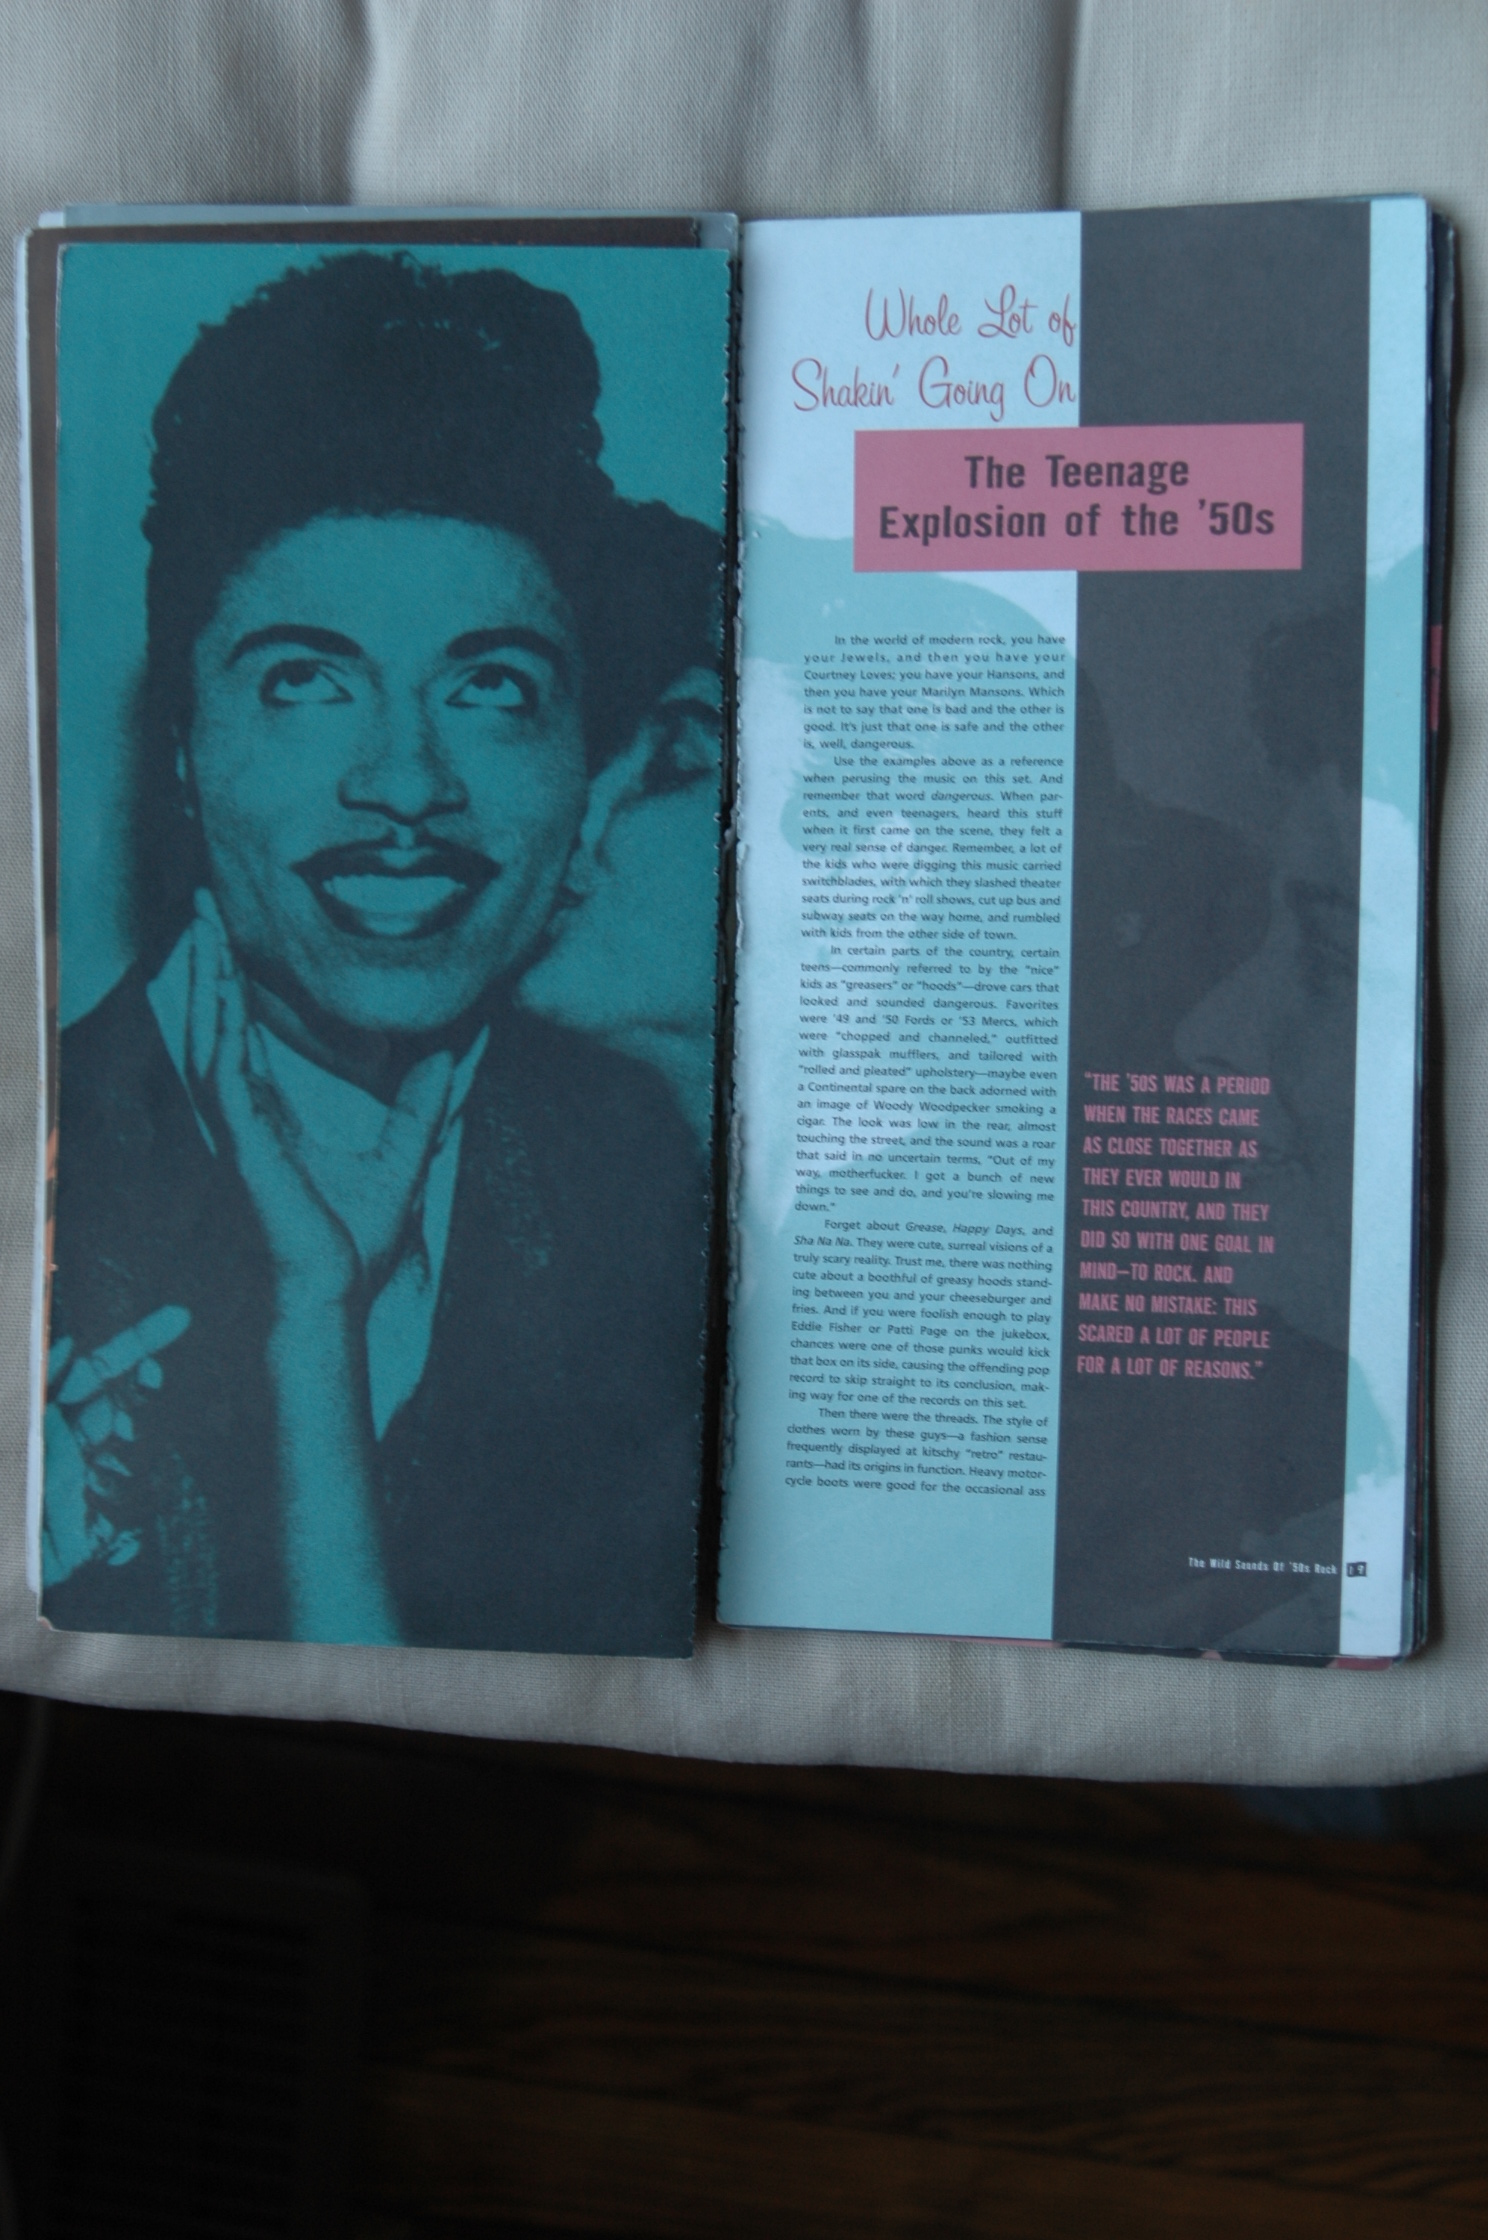 Whole Lot of
Shakin' Going On
The Teenage
Explosion of the '50s
In the world of modern rock, you have
your Jewels, and then you have your
Courtney Loves; you have your Hansons, and
then you have your Marilyn Mansons. Which
is not to say that one is bad and the other is
good. It's just that one is safe and the other
is, well, dangerous.
Use the examples above as a reference
when perusing the music on this set. And
remember that word dangerous. When par-
ents, and even teenagers, heard this stuff
when it first came on the scene, they felt a
very real sense of danger. Remember, a lot of
the kids who were digging this music carried
switchblades, with which they slashed theater
seats during rock 'n' roll shows, cut up bus and
subway seats on the way home, and rumbled
with kids from the other side of town.
In certain parts of the country, certain
teens—commonly referred to by the "nice"
kids as "greasers" or "hoods"—drove cars that
looked and sounded dangerous. Favorites
were '49 and '50 Fords or '53 Mercs, which
were "chopped and channeled," outfitted
with glasspak mufflers, and tailored with
"rolled and pleated" upholstery—maybe even
a Continental spare on the back adorned with
an image of Woody Woodpecker smoking a
cigar. The look was low in the rear, almost
touching the street, and the sound was a roar
that said in no uncertain terms, "Out of my
way, motherfucker. I got a bunch of new
things to see and do, and you're slowing me
down."
Forget about Grease, Happy Days, and
Sha Na Na. They were cute, surreal visions of a
truly scary reality. Trust me, there was nothing
cute about a boothful of greasy hoods stand-
ing between you and your cheeseburger and
fries. And if you were foolish enough to play
Eddie Fisher or Patti Page on the jukebox,
chances were one of those punks would kick
that box on its side, causing the offending pop
record to skip straight to its conclusion, mak-
ing way for one of the records on this set.
Then there were the threads. The style of
clothes worn by these guys—a fashion sense
frequently displayed at kitschy "retro" restau-
rants—had its origins in function. Heavy motor-
cycle boots were good for the occasional ass
"THE '50S WAS A PERIOD
WHEN THE RACES CAME
AS CLOSE TOGETHER AS
THEY EVER WOULD IN
THIS COUNTRY, AND THEY
DID SO WITH ONE GOAL IN
MIND—TO ROCK. AND
MAKE NO MISTAKE: THIS
SCARED A LOT OF PEOPLE
FOR A LOT OF REASONS."
The Wild Sounds Of '50s Rock